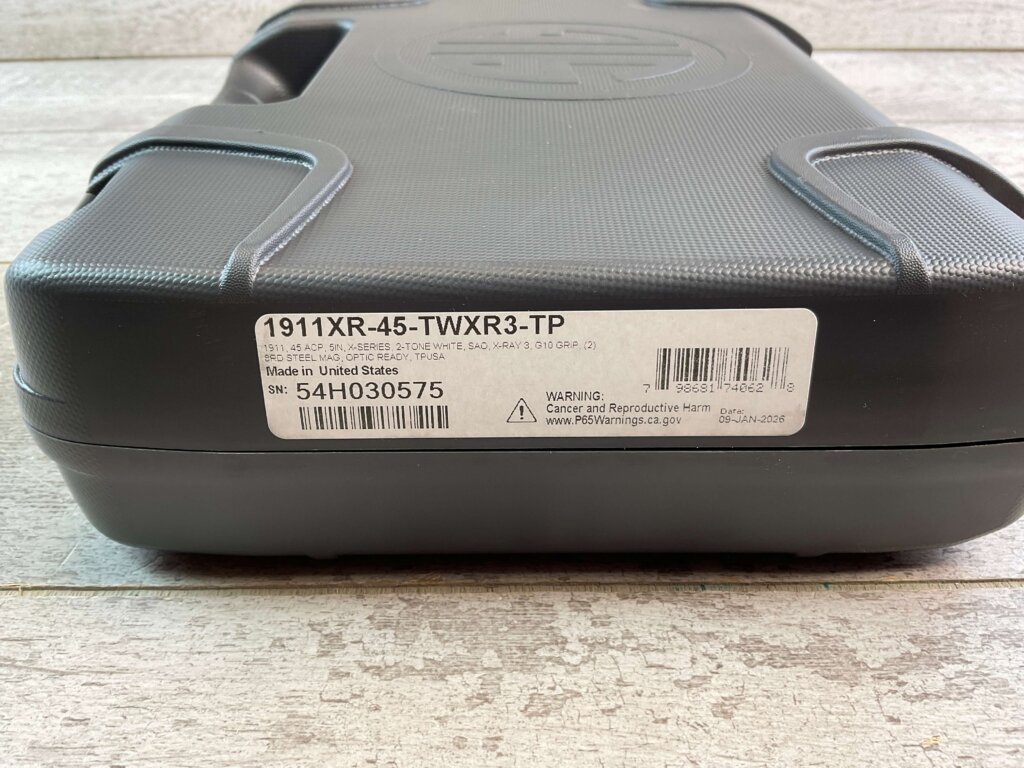 SIG
1911XR-45-TWXR3-TP
1911, 45 ACP, 5IN, X-SERIES, 2-TONE WHITE, SAO, X-RAY 3, G10 GRIP, (2)
8RD STEEL MAG, OPTIC READY, TPUSA
Made in United States
SN: 54H030575
7 98681 74062 8
WARNING:
Cancer and Reproductive Harm
www.P65Warnings.ca.gov
Date:
09-JAN-2026